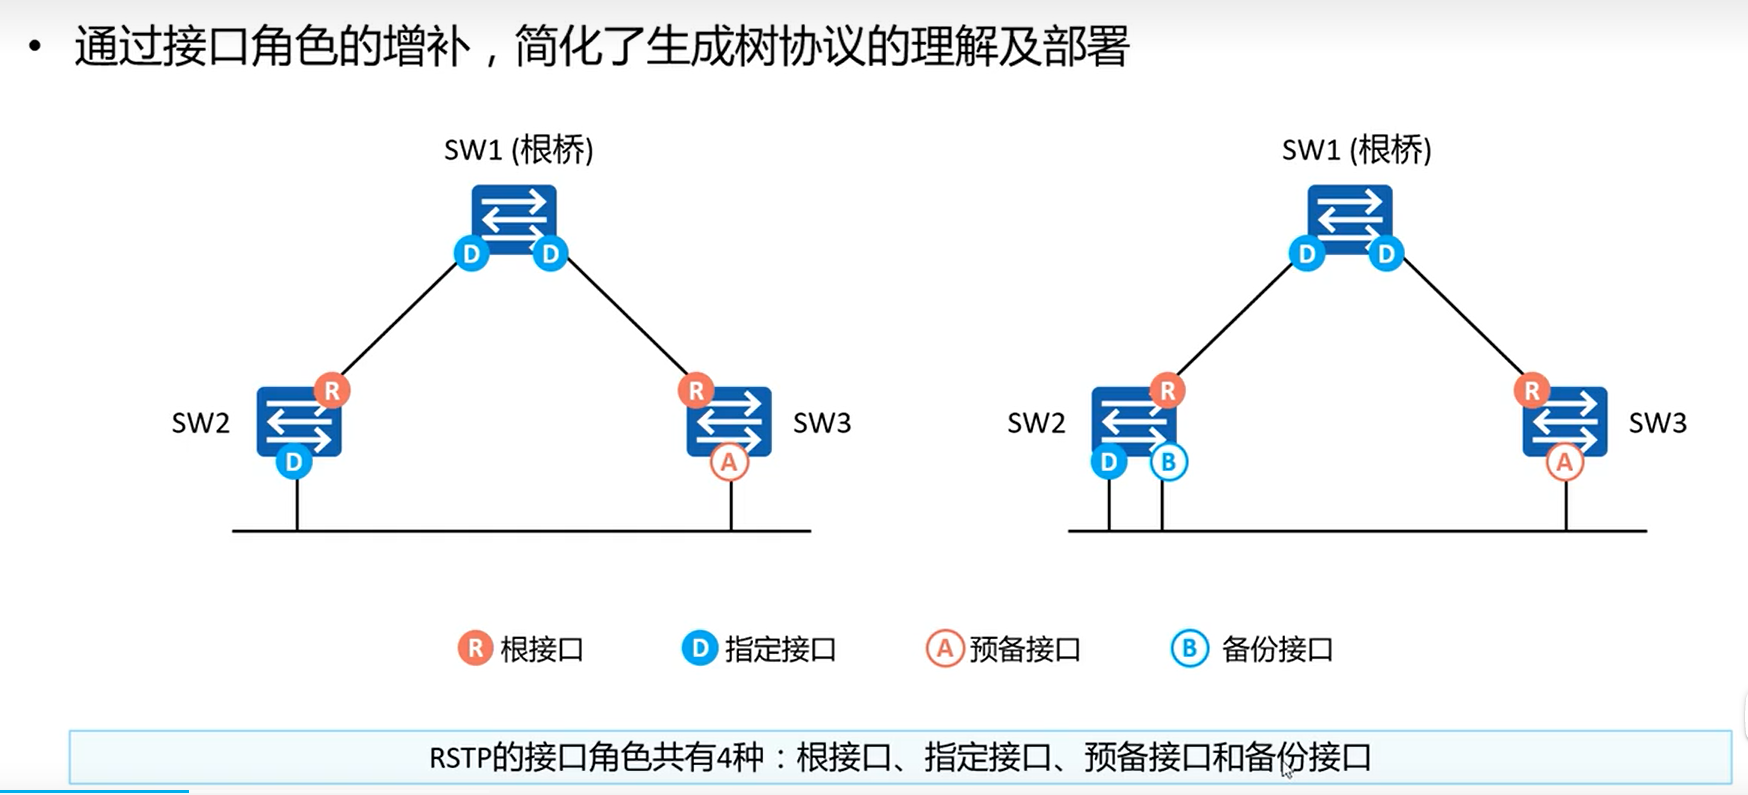 • 通过接口角色的增补，简化了生成树协议的理解及部署
SW1 (根桥)
SW1 (根桥)
D D
D D
R R
R R
SW2 SW3
SW2 SW3
D A
D B A
R 根接口 D 指定接口 A 预备接口 B 备份接口
RSTP的接口角色共有4种：根接口、指定接口、预备接口和备份接口